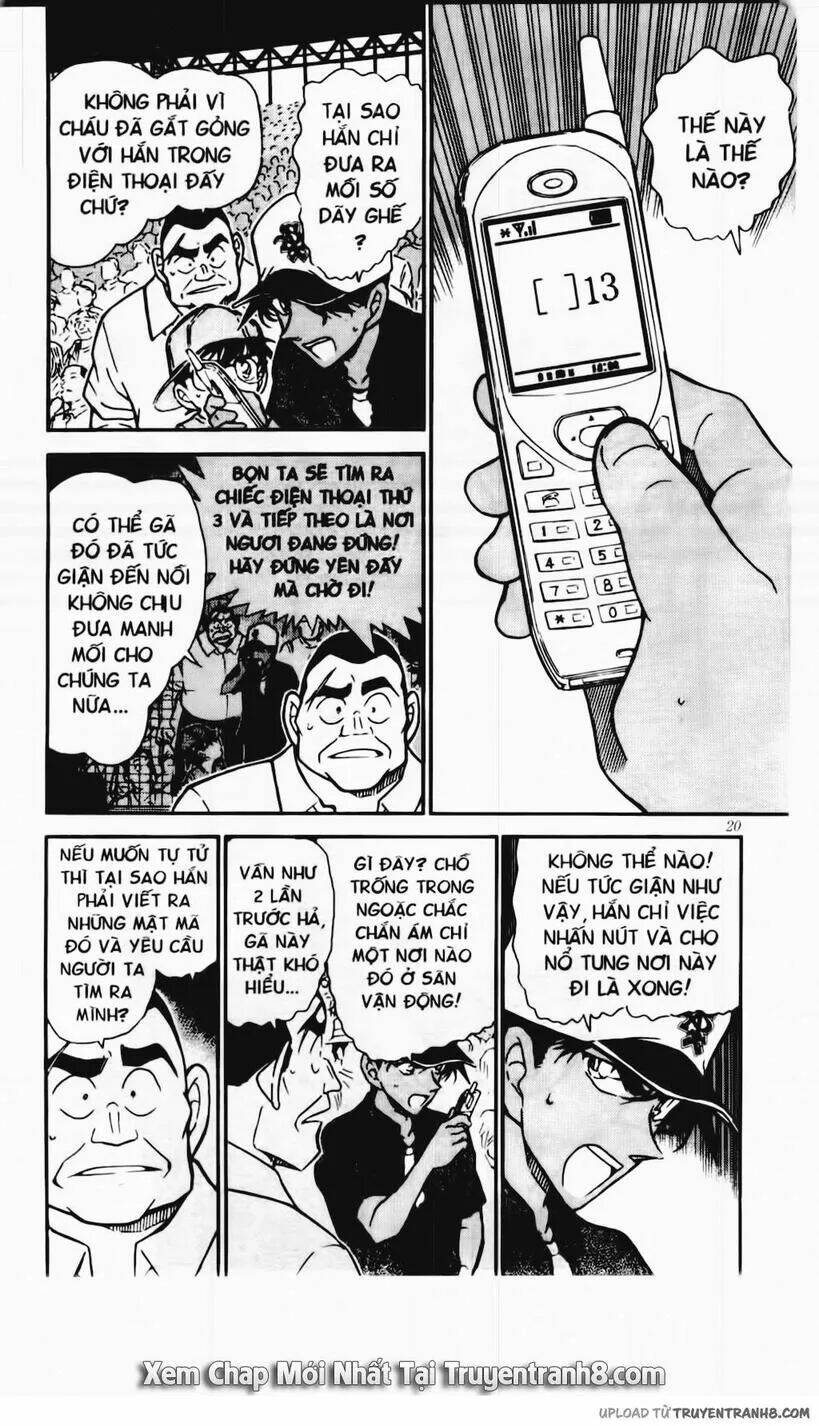 THẾ NÀY
LÀ THẾ
NÀO?
[ ]13
1
2
4
5
7
8
*
0
TẠI SAO
HẮN CHỈ
ĐƯA RA
MỐI SỐ
DÃY GHẾ
?
KHÔNG PHẢI VÌ
CHÁU ĐÃ GẮT GỎNG
VỚI HẮN TRONG
ĐIỆN THOẠI ĐẤY
CHỨ?
BỌN TA SẼ TÌM RA
CHIẾC ĐIỆN THOẠI THỨ
3 VÀ TIẾP THEO LÀ NƠI
NGƯƠI ĐANG ĐỨNG!
HÃY ĐỨNG YÊN ĐẤY
MÀ CHỜ ĐI!
CÓ THỂ GÃ
ĐÓ ĐÃ TỨC
GIẬN ĐẾN NỖI
KHÔNG CHỊU
ĐƯA MANH
MỐI CHO
CHÚNG TA
NỮA...
20
KHÔNG THỂ NÀO!
NẾU TỨC GIẬN NHƯ
VẬY, HẮN CHỈ VIỆC
NHẤN NÚT VÀ CHO
NỔ TUNG NƠI NÀY
ĐI LÀ XONG!
GÌ ĐÂY? CHỖ
TRỐNG TRONG
NGOẶC CHẮC
CHẮN ÁM CHỈ
MỘT NƠI NÀO
ĐÓ Ở SÂN
VẬN ĐỘNG!
VẪN NHƯ
2 LẦN
TRƯỚC HẢ,
GÃ NÀY
THẬT KHÓ
HIỂU...
NẾU MUỐN TỰ TỬ
THÌ TẠI SAO HẮN
PHẢI VIẾT RA
NHỮNG MẬT MÃ
ĐÓ VÀ YÊU CẦU
NGƯỜI TA
TÌM RA
MÌNH?
Xem Chap Mới Nhất Tại Truyentranh8.com
UPLOAD TỪ TRUYENTRANH8.COM